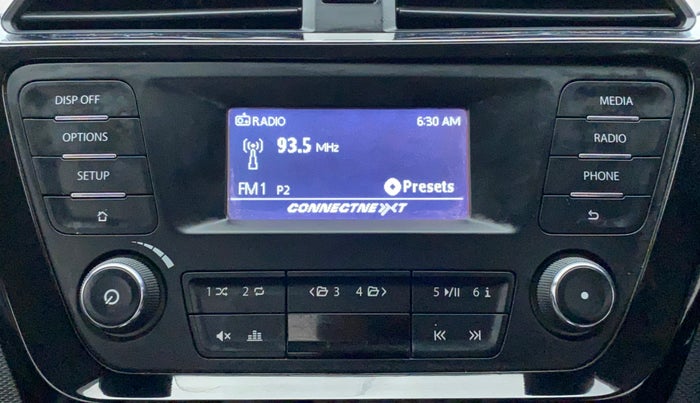 DISP OFF
OPTIONS
SETUP
RADIO 6:30 AM
93.5 MHz
FM1 P2 Presets
CONNECTNEXT
MEDIA
RADIO
PHONE
1 2 < 3 4 > 5 6 i